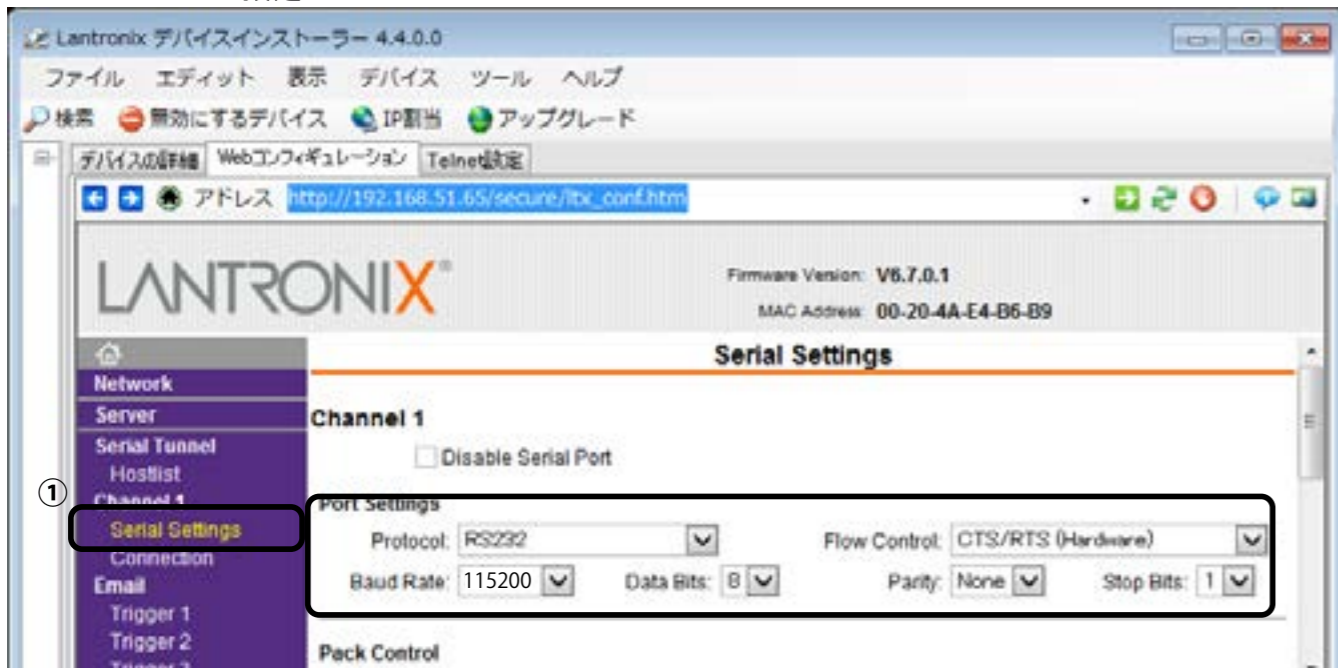 Lantronix デバイスインストーラー 4.4.0.0
ファイル エディット 表示 デバイス ツール ヘルプ
検索 無効にするデバイス IP割当 アップグレード
デバイスの詳細 Webコンフィギュレーション Telnet設定
アドレス http://192.168.51.65/secure/ltx_conf.htm
LANTRONIX®
Firmware Version: V6.7.0.1
MAC Address: 00-20-4A-E4-B6-B9
Serial Settings
Network
Server
Serial Tunnel
Hostlist
Channel 1
① Serial Settings
Connection
Email
Trigger 1
Trigger 2
Trigger 3
Channel 1
Disable Serial Port
Port Settings
Protocol: RS232 Flow Control: CTS/RTS (Hardware)
Baud Rate: 115200 Data Bits: 8 Parity: None Stop Bits: 1
Pack Control